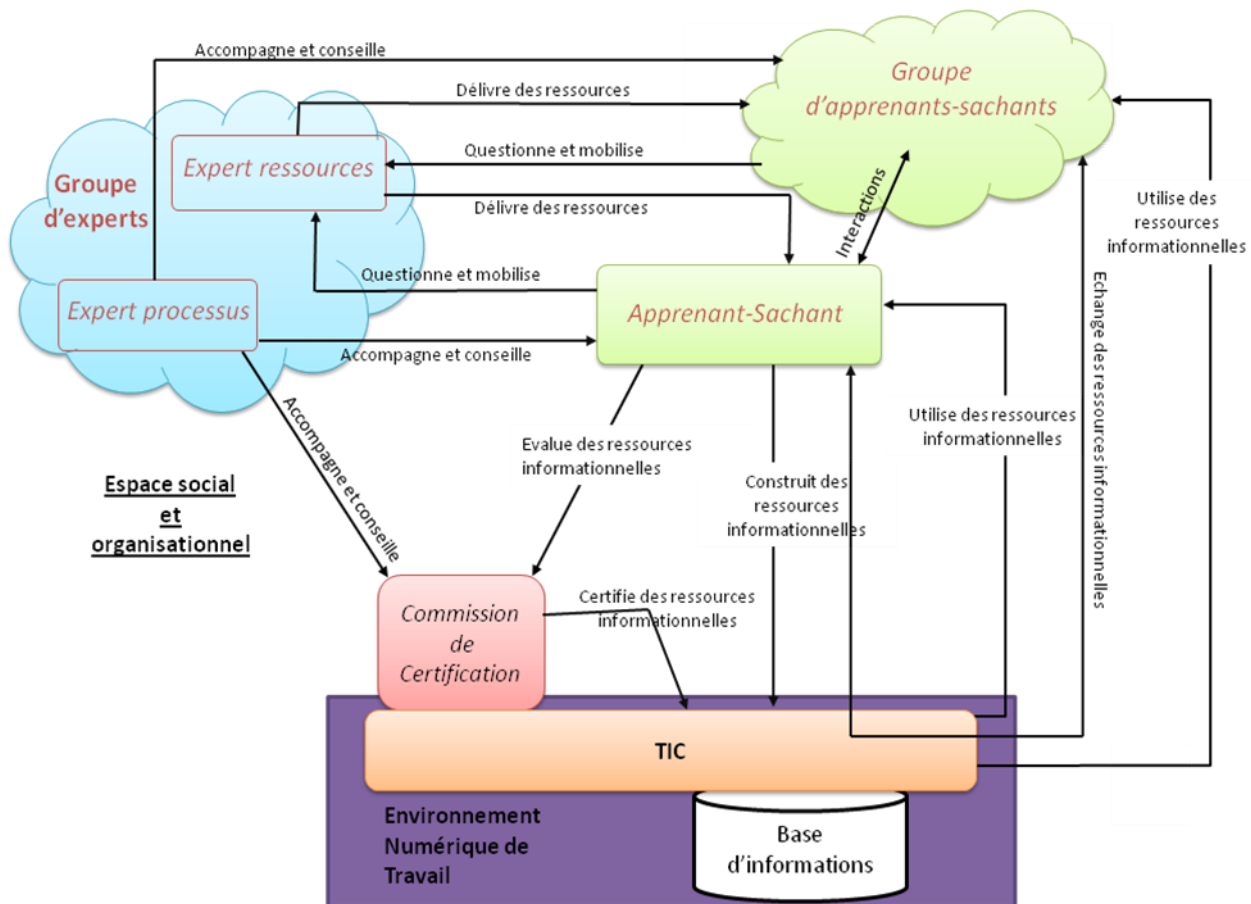 Accompagne et conseille
Groupe
d'apprenants-sachants
Délivre des ressources
Expert ressources
Questionne et mobilise
Groupe
d'experts
Délivre des ressources
Interactions
Utilise des
ressources
informationnelles
Questionne et mobilise
Expert processus
Apprenant-Sachant
Accompagne et conseille
Echange des ressources informationnelles
Accompagne et conseille
Utilise des ressources
informationnelles
Evalue des ressources
informationnelles
Espace social
et
organisationnel
Construit des
ressources
informationnelles
Commission
de
Certification
Certifie des ressources
informationnelles
TIC
Environnement
Numérique de
Travail
Base
d'informations